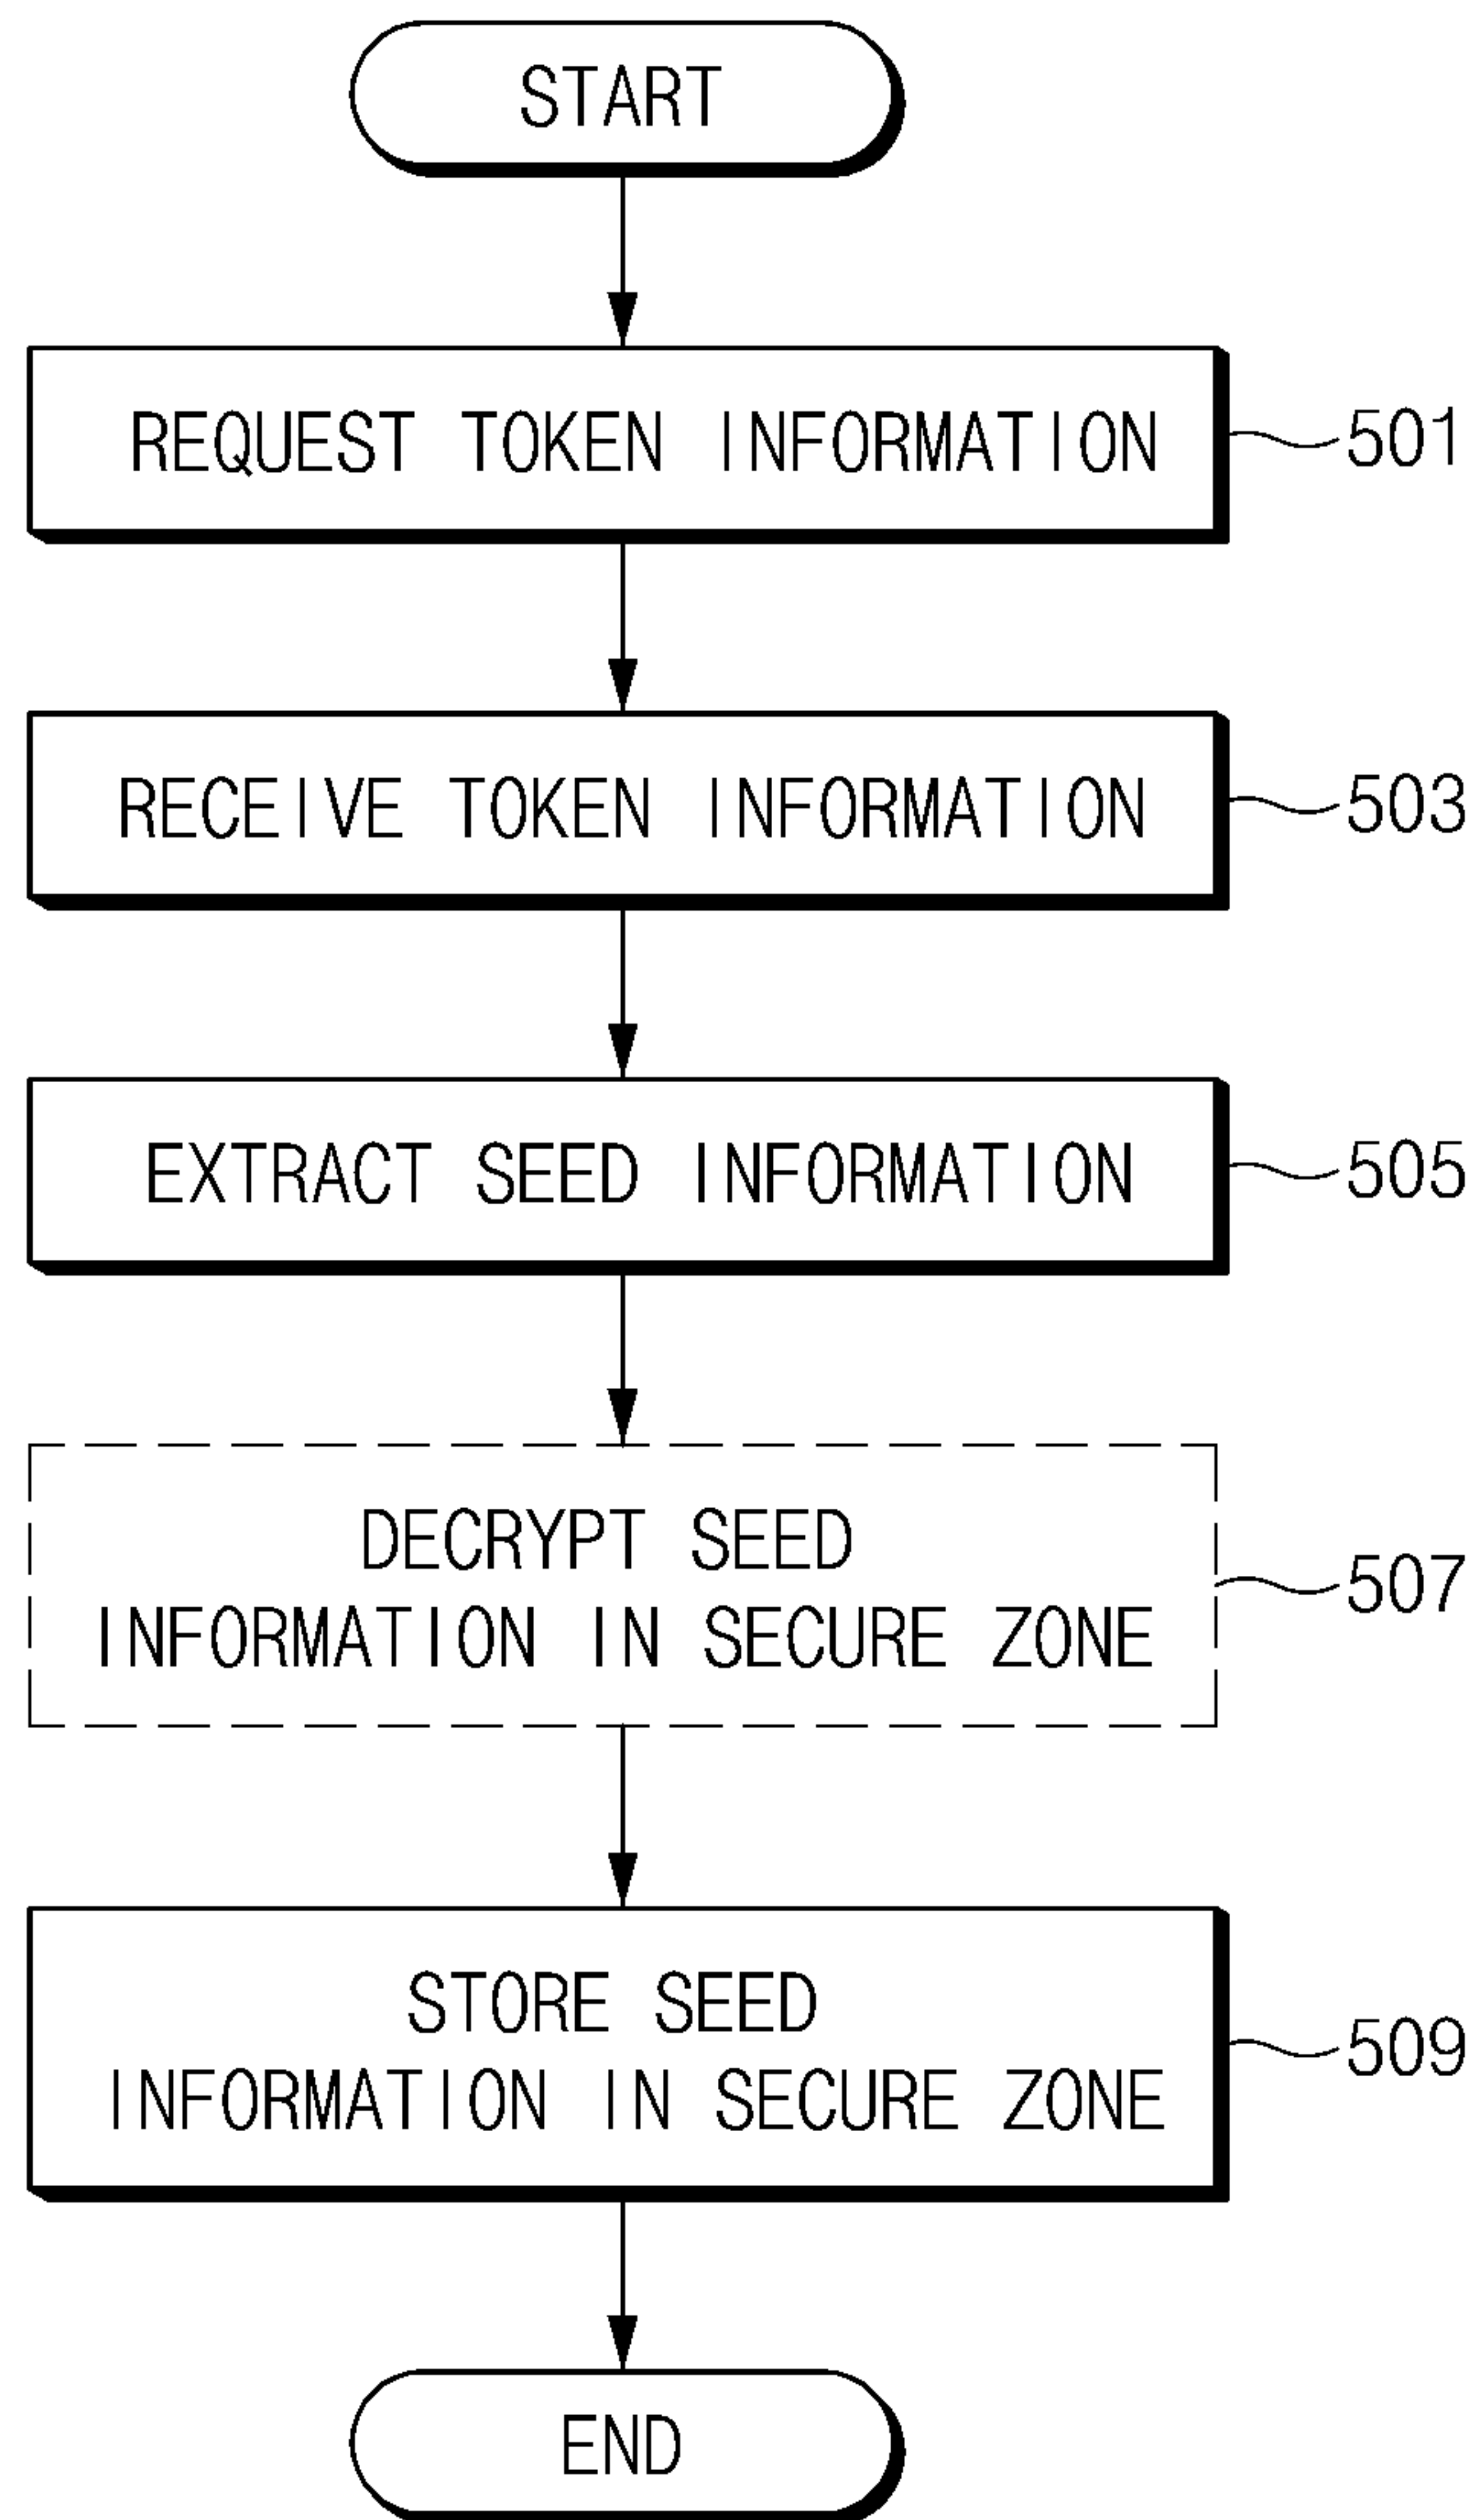 START
REQUEST TOKEN INFORMATION
501
RECEIVE TOKEN INFORMATION
503
EXTRACT SEED INFORMATION
505
DECRYPT SEED
INFORMATION IN SECURE ZONE
507
STORE SEED
INFORMATION IN SECURE ZONE
509
END